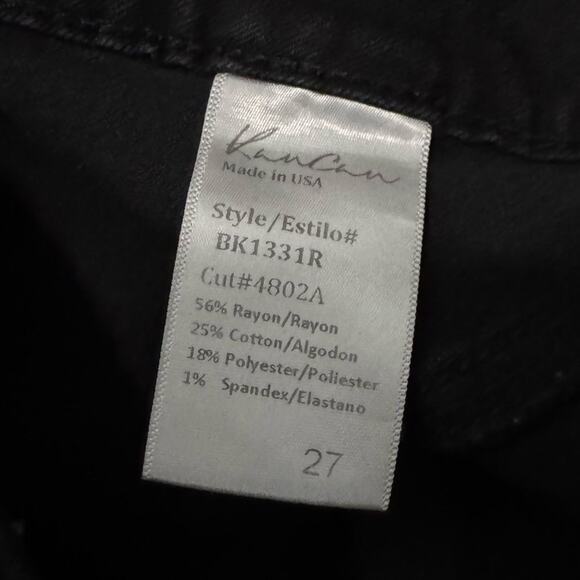 KanCan
Made in USA
Style/Estilo#
BK1331R
Cut#4802A
56% Rayon/Rayon
25% Cotton/Algodon
18% Polyester/Poliester
1% Spandex/Elastano
27